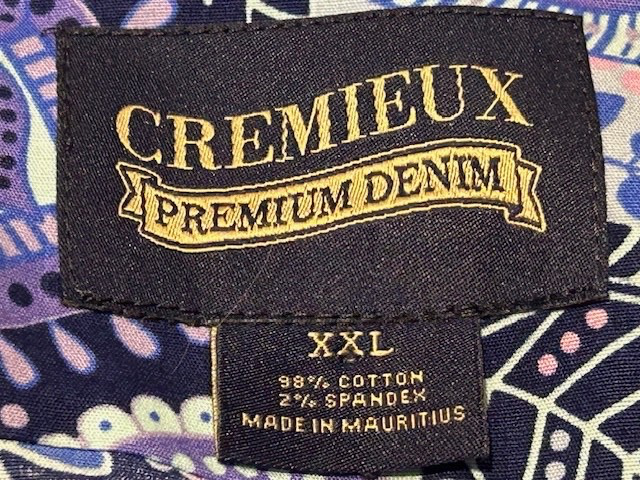 CREMIEUX
PREMIUM DENIM
XXL
98% COTTON
2% SPANDEX
MADE IN MAURITIUS